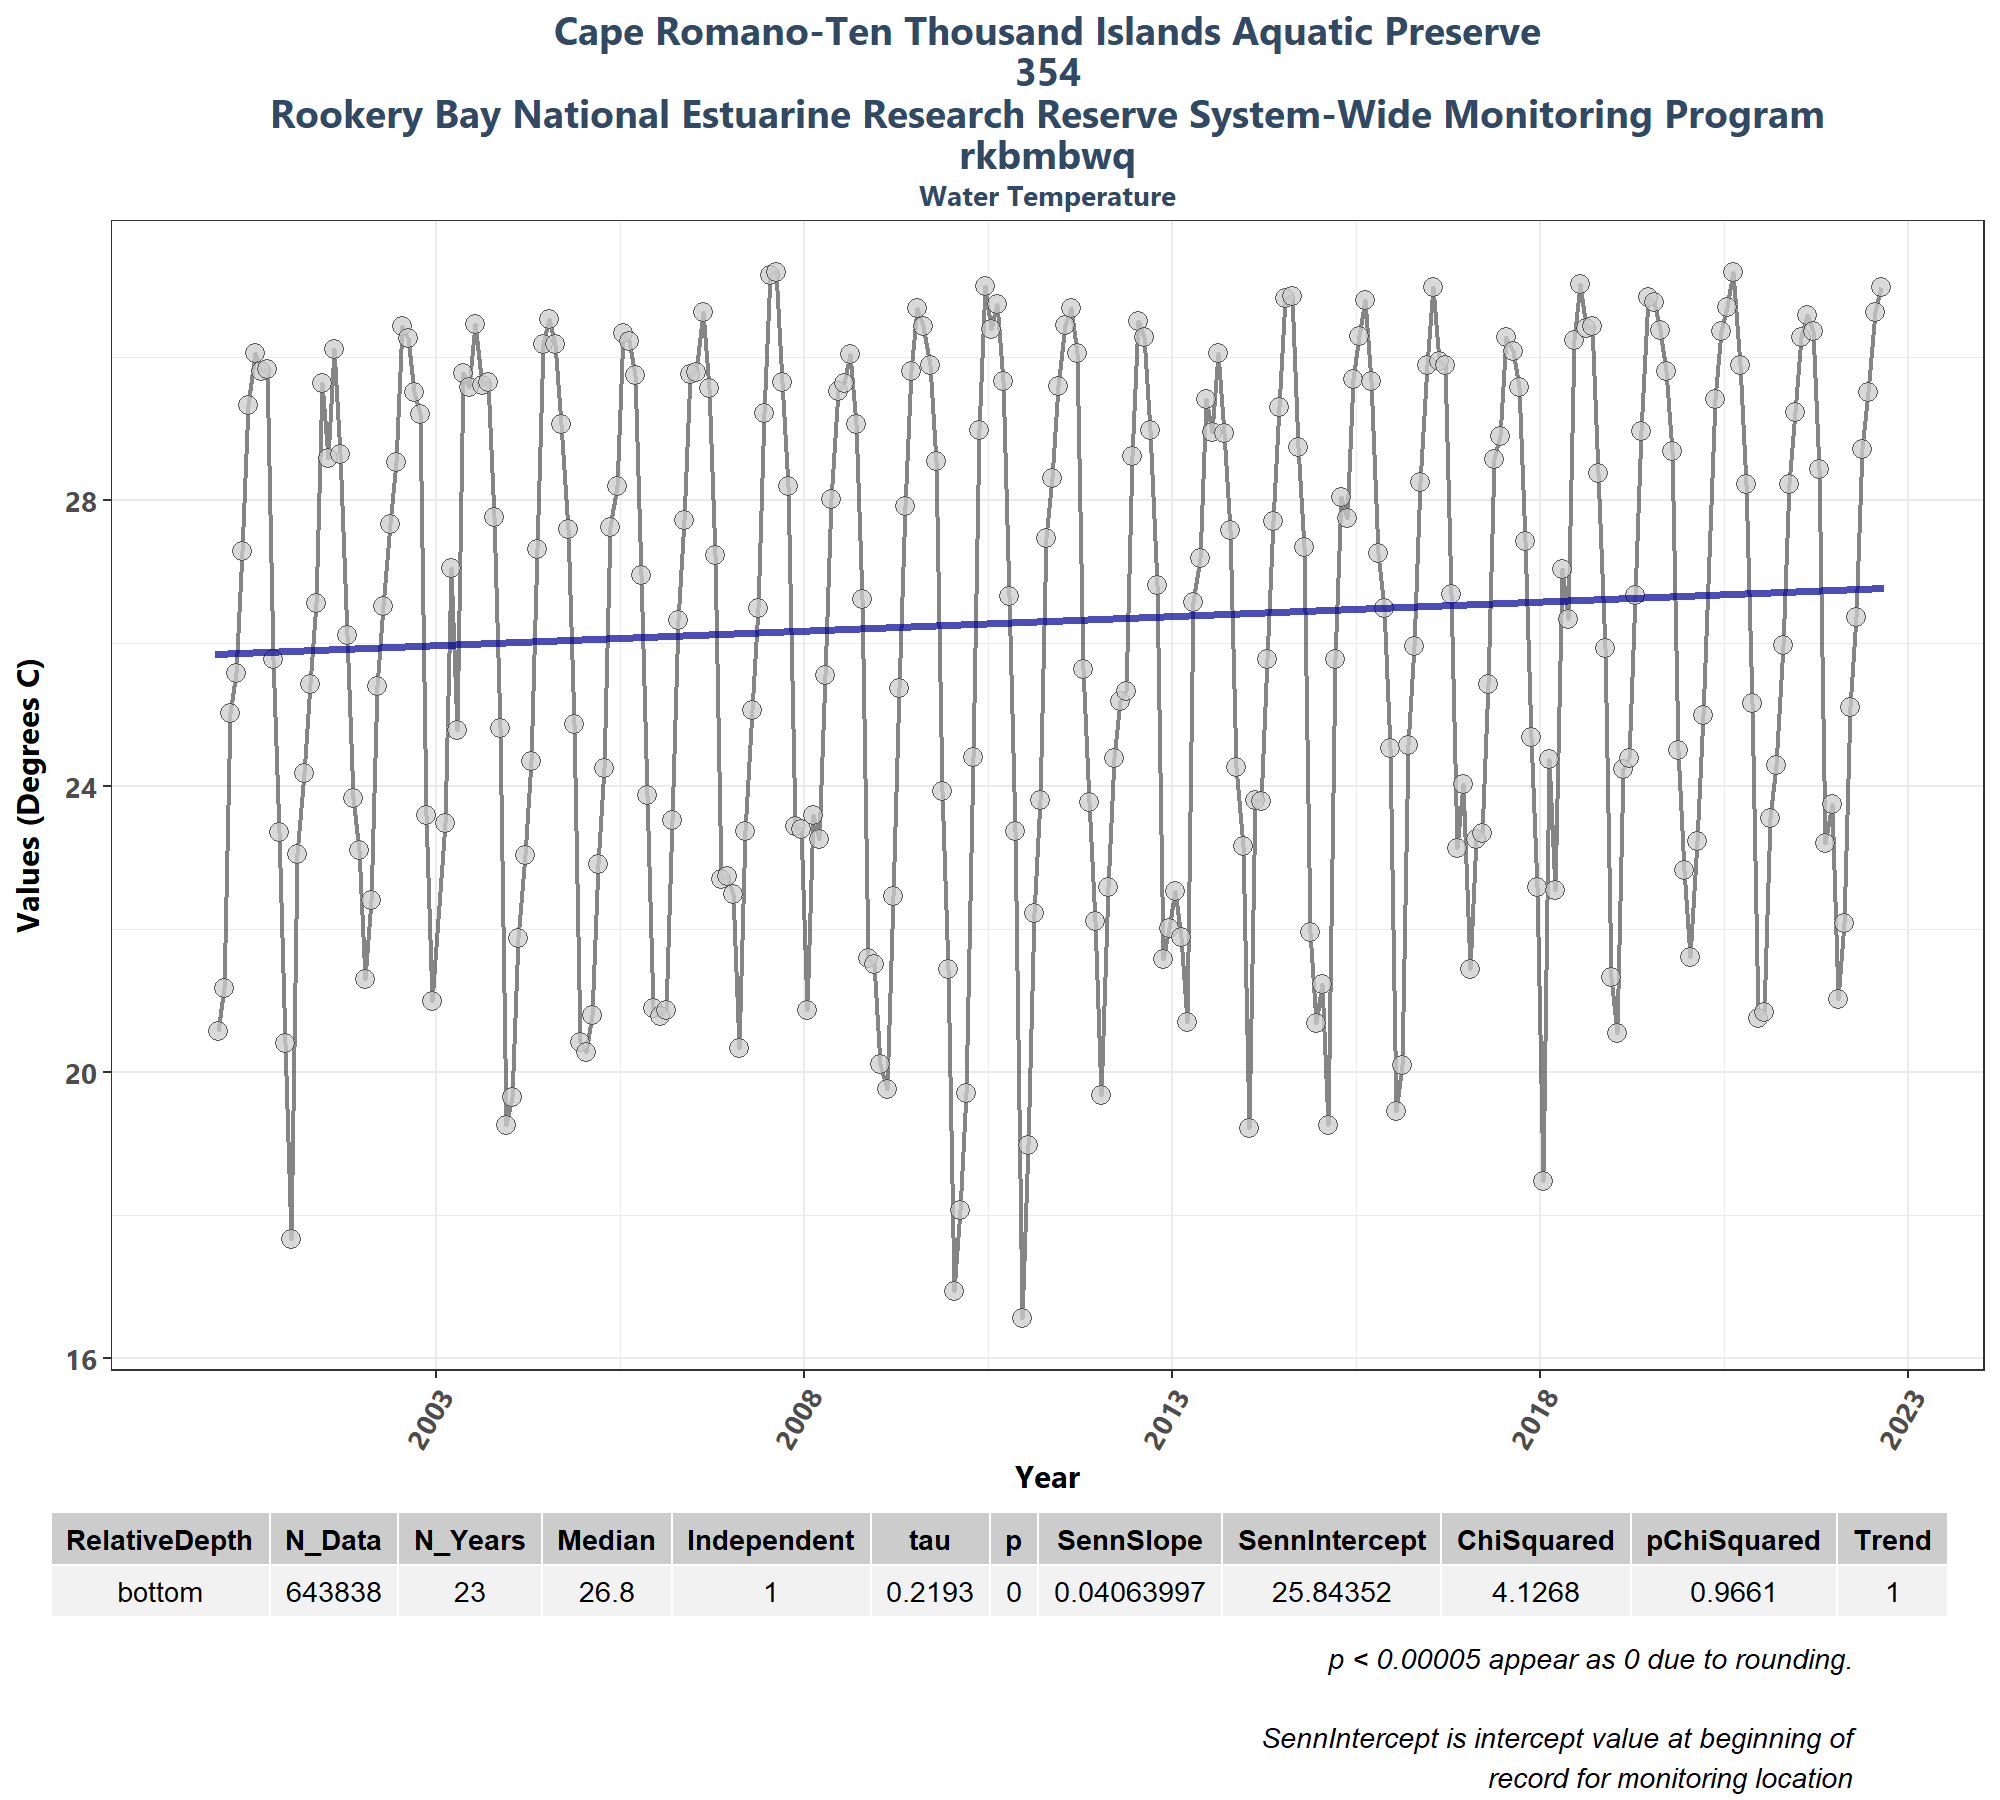 Cape Romano-Ten Thousand Islands Aquatic Preserve
354
Rookery Bay National Estuarine Research Reserve System-Wide Monitoring Program
rkbmbwq
Water Temperature
Values (Degrees C)
28
24
20
16
2003 2008 2013 2018 2023
Year
RelativeDepth N_Data N_Years Median Independent tau p SennSlope SennIntercept ChiSquared pChiSquared Trend
bottom 643838 23 26.8 1 0.2193 0 0.04063997 25.84352 4.1268 0.9661 1
p < 0.00005 appear as 0 due to rounding.
SennIntercept is intercept value at beginning of
record for monitoring location